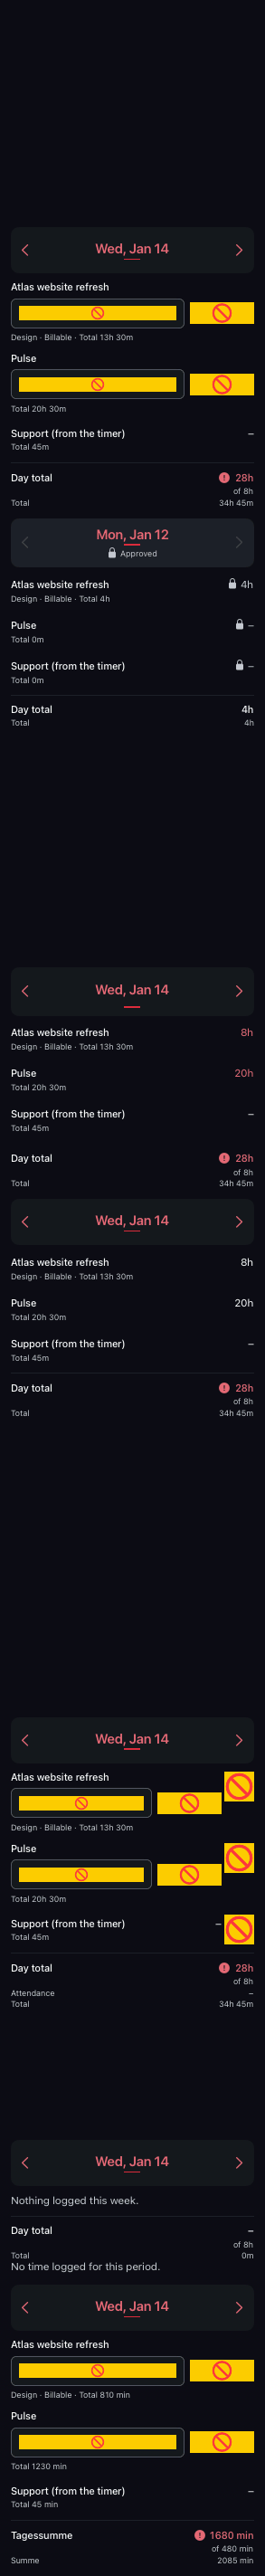 Wed, Jan 14
Atlas website refresh
Design · Billable · Total 13h 30m
Pulse
Total 20h 30m
Support (from the timer) –
Total 45m
Day total ! 28h
of 8h
Total 34h 45m
Mon, Jan 12
Approved
Atlas website refresh 4h
Design · Billable · Total 4h
Pulse –
Total 0m
Support (from the timer) –
Total 0m
Day total 4h
Total 4h
Wed, Jan 14
Atlas website refresh 8h
Design · Billable · Total 13h 30m
Pulse 20h
Total 20h 30m
Support (from the timer) –
Total 45m
Day total ! 28h
of 8h
Total 34h 45m
Wed, Jan 14
Atlas website refresh 8h
Design · Billable · Total 13h 30m
Pulse 20h
Total 20h 30m
Support (from the timer) –
Total 45m
Day total ! 28h
of 8h
Total 34h 45m
Wed, Jan 14
Atlas website refresh
Design · Billable · Total 13h 30m
Pulse
Total 20h 30m
Support (from the timer) –
Total 45m
Day total ! 28h
of 8h
Attendance –
Total 34h 45m
Wed, Jan 14
Nothing logged this week.
Day total –
of 8h
Total 0m
No time logged for this period.
Wed, Jan 14
Atlas website refresh
Design · Billable · Total 810 min
Pulse
Total 1230 min
Support (from the timer) –
Total 45 min
Tagessumme ! 1680 min
of 480 min
Summe 2085 min